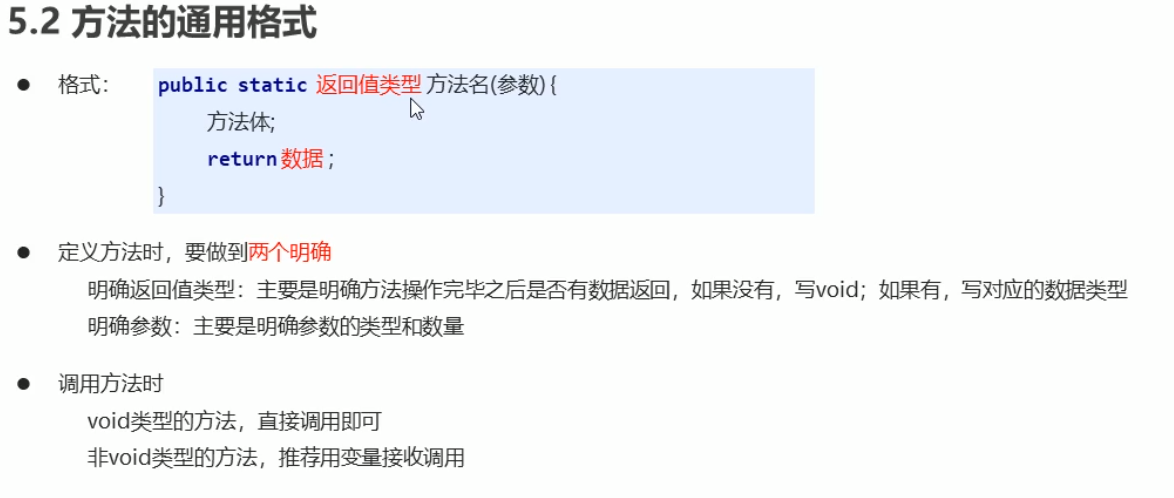 5.2 方法的通用格式
● 格式： public static 返回值类型 方法名(参数) {
方法体;
return 数据 ;
}
● 定义方法时，要做到两个明确
明确返回值类型：主要是明确方法操作完毕之后是否有数据返回，如果没有，写void；如果有，写对应的数据类型
明确参数：主要是明确参数的类型和数量
● 调用方法时
void类型的方法，直接调用即可
非void类型的方法，推荐用变量接收调用